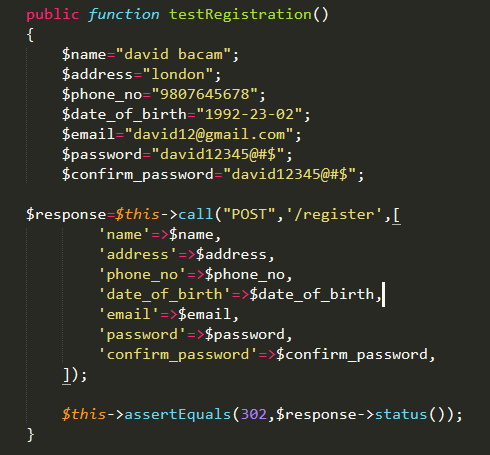 public function testRegistration()
{
$name="david bacam";
$address="london";
$phone_no="9807645678";
$date_of_birth="1992-23-02";
$email="david12@gmail.com";
$password="david12345@#$";
$confirm_password="david12345@#$";
$response=$this->call("POST",'/register',[
'name'=>$name,
'address'=>$address,
'phone_no'=>$phone_no,
'date_of_birth'=>$date_of_birth,
'email'=>$email,
'password'=>$password,
'confirm_password'=>$confirm_password,
]);
$this->assertEquals(302,$response->status());
}